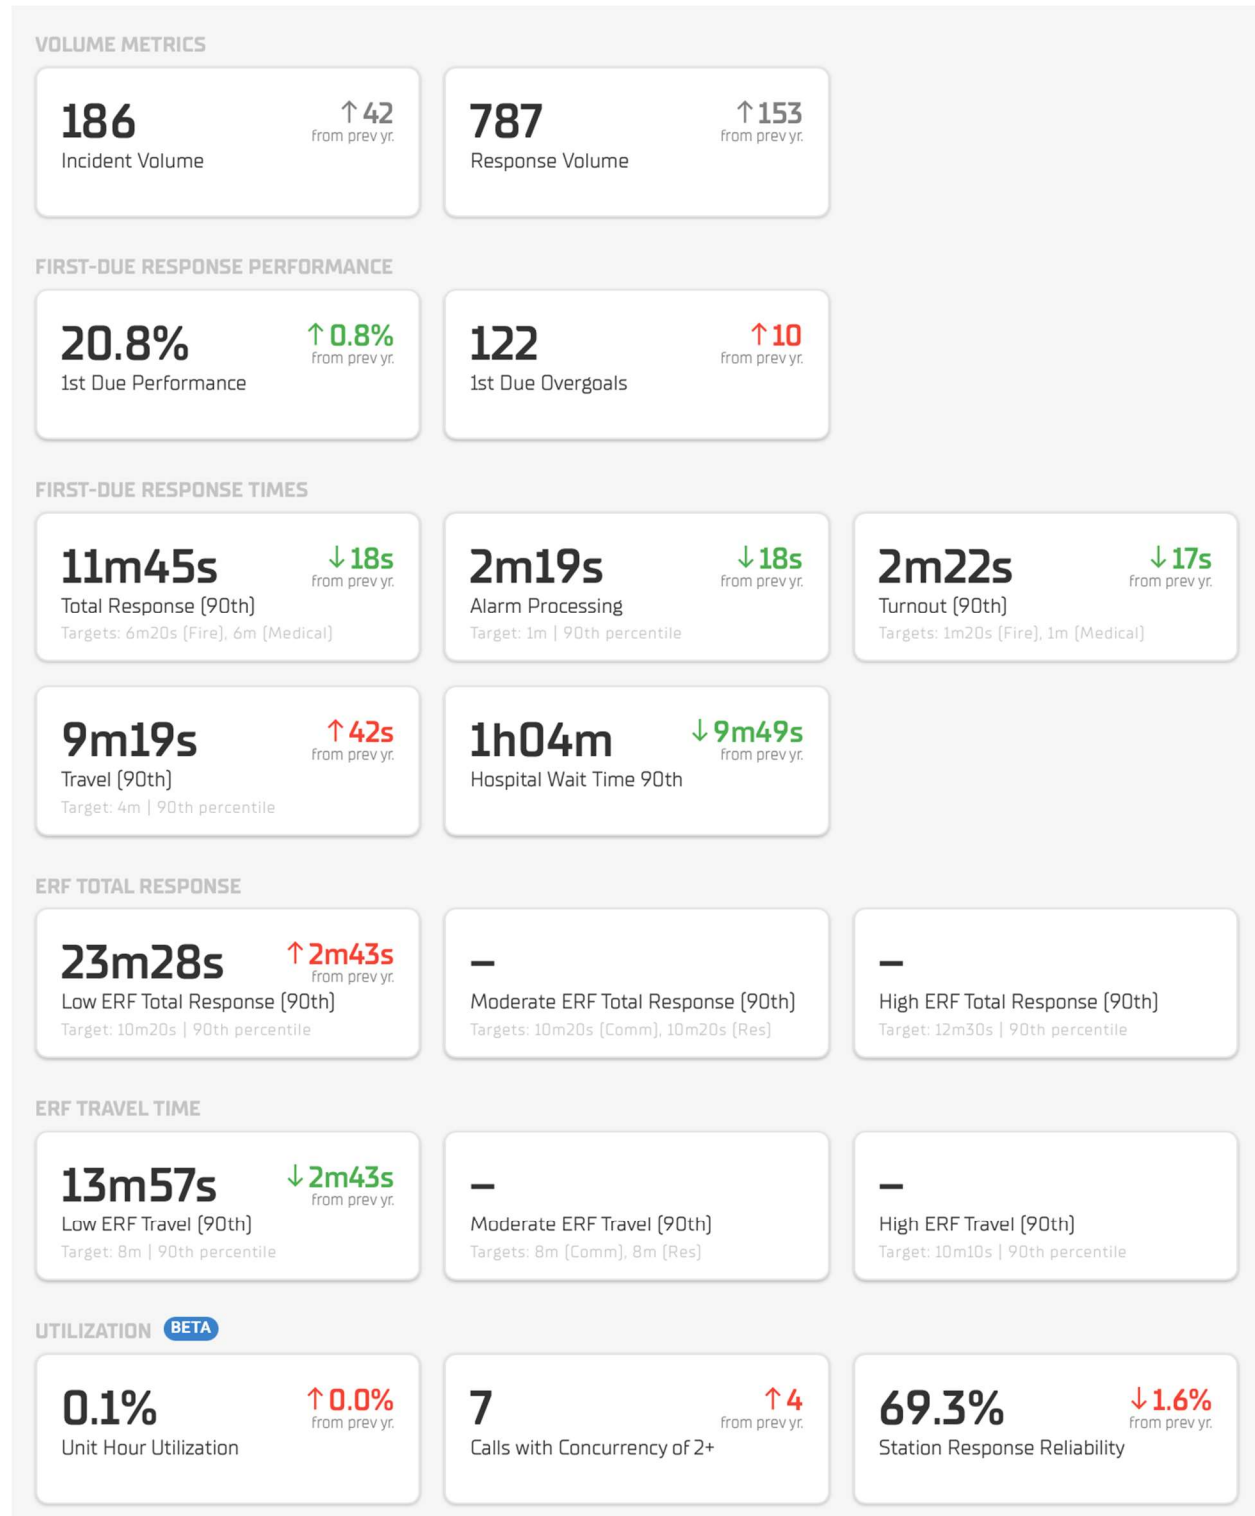 VOLUME METRICS
186
↑42
from prev yr.
Incident Volume
787
↑153
from prev yr.
Response Volume
FIRST-DUE RESPONSE PERFORMANCE
20.8%
↑0.8%
from prev yr.
1st Due Performance
122
↑10
from prev yr.
1st Due Overgoals
FIRST-DUE RESPONSE TIMES
11m45s
↓18s
from prev yr.
Total Response (90th)
Targets: 6m20s (Fire), 6m (Medical)
2m19s
↓18s
from prev yr.
Alarm Processing
Target: 1m | 90th percentile
2m22s
↓17s
from prev yr.
Turnout (90th)
Targets: 1m20s (Fire), 1m (Medical)
9m19s
↑42s
from prev yr.
Travel (90th)
Target: 4m | 90th percentile
1h04m
↓9m49s
from prev yr.
Hospital Wait Time 90th
ERF TOTAL RESPONSE
23m28s
↑2m43s
from prev yr.
Low ERF Total Response (90th)
Target: 10m20s | 90th percentile
–
Moderate ERF Total Response (90th)
Targets: 10m20s (Comm), 10m20s (Res)
–
High ERF Total Response (90th)
Target: 12m30s | 90th percentile
ERF TRAVEL TIME
13m57s
↓2m43s
from prev yr.
Low ERF Travel (90th)
Target: 8m | 90th percentile
–
Moderate ERF Travel (90th)
Targets: 8m (Comm), 8m (Res)
–
High ERF Travel (90th)
Target: 10m10s | 90th percentile
UTILIZATION BETA
0.1%
↑0.0%
from prev yr.
Unit Hour Utilization
7
↑4
from prev yr.
Calls with Concurrency of 2+
69.3%
↓1.6%
from prev yr.
Station Response Reliability